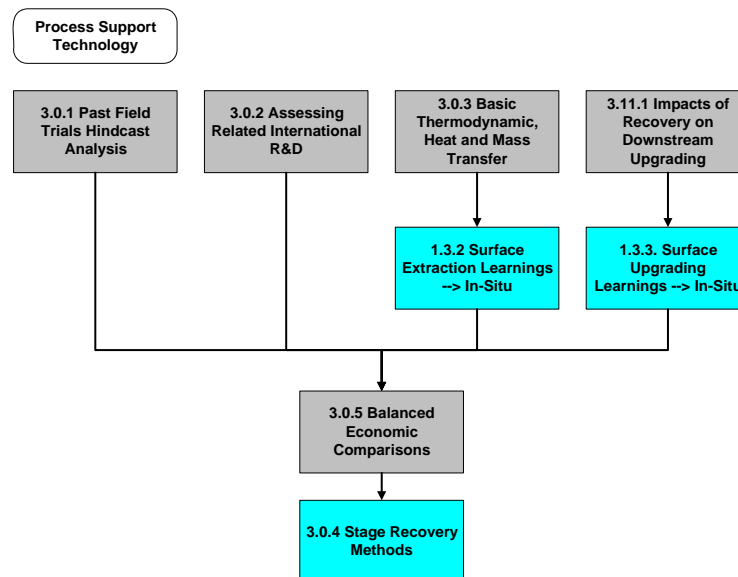 Process Support
Technology
3.0.1 Past Field
Trials Hindcast
Analysis
3.0.2 Assessing
Related International
R&D
3.0.3 Basic
Thermodynamic,
Heat and Mass
Transfer
3.11.1 Impacts of
Recovery on
Downstream
Upgrading
1.3.2 Surface
Extraction Learnings
--> In-Situ
1.3.3. Surface
Upgrading
Learnings --> In-Situ
3.0.5 Balanced
Economic
Comparisons
3.0.4 Stage Recovery
Methods